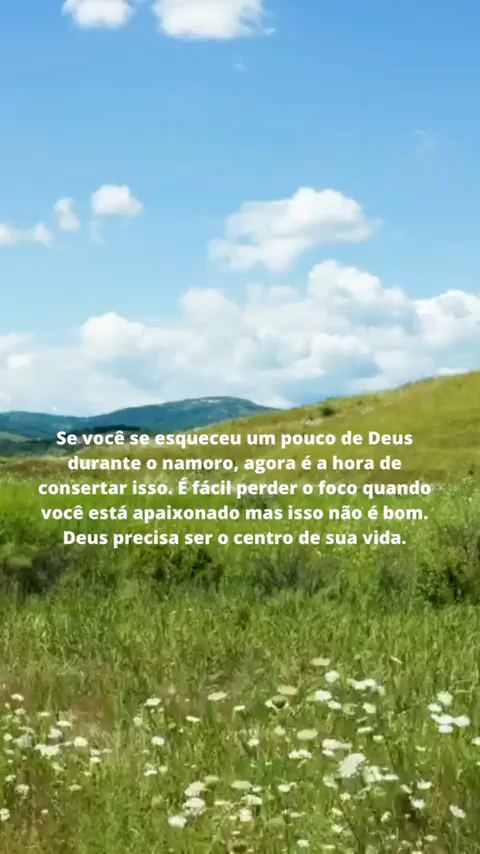 Se você se esqueceu um pouco de Deus
durante o namoro, agora é a hora de
consertar isso. É fácil perder o foco quando
você está apaixonado mas isso não é bom.
Deus precisa ser o centro de sua vida.